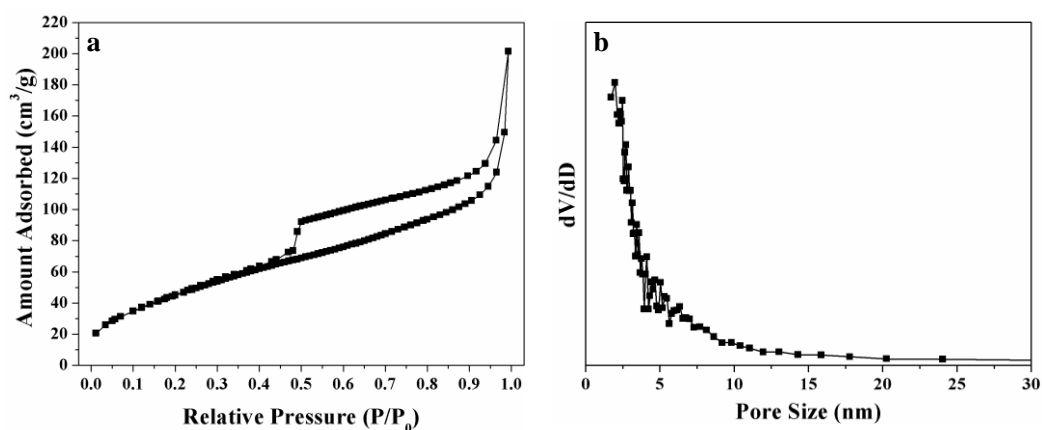 a
Amount Adsorbed (cm³/g)
220
200
180
160
140
120
100
80
60
40
20
0
0.0 0.1 0.2 0.3 0.4 0.5 0.6 0.7 0.8 0.9 1.0
Relative Pressure (P/P₀)
b
dV/dD
0 5 10 15 20 25 30
Pore Size (nm)